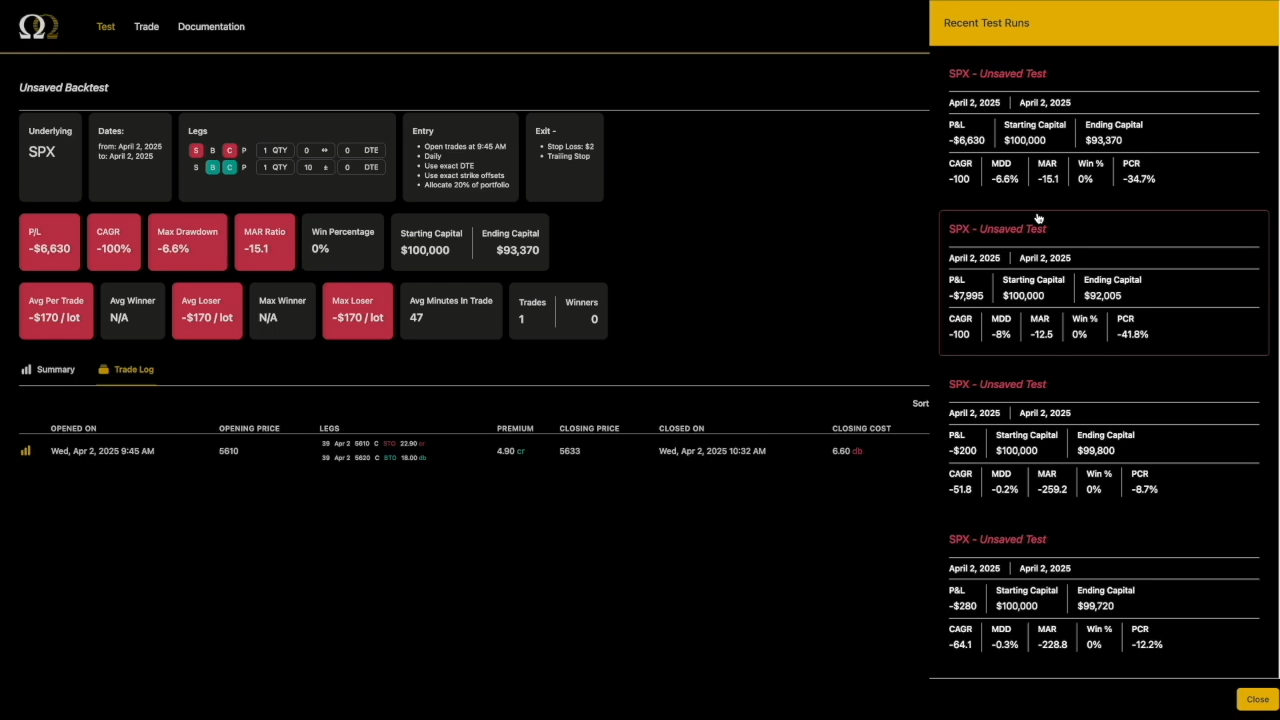 Test Trade Documentation
Unsaved Backtest
Underlying
SPX
Dates:
from: April 2, 2025
to: April 2, 2025
Legs
S B C P 1 QTY 0 ↔ 0 DTE
S B C P 1 QTY 10 ± 0 DTE
Entry
• Open trades at 9:45 AM
• Daily
• Use exact DTE
• Use exact strike offsets
• Allocate 20% of portfolio
Exit -
• Stop Loss: $2
• Trailing Stop
P/L
-$6,630
CAGR
-100%
Max Drawdown
-6.6%
MAR Ratio
-15.1
Win Percentage
0%
Starting Capital
$100,000
Ending Capital
$93,370
Avg Per Trade
-$170 / lot
Avg Winner
N/A
Avg Loser
-$170 / lot
Max Winner
N/A
Max Loser
-$170 / lot
Avg Minutes In Trade
47
Trades
1
Winners
0
Summary Trade Log
Sort
OPENED ON OPENING PRICE LEGS PREMIUM CLOSING PRICE CLOSED ON CLOSING COST
Wed, Apr 2, 2025 9:45 AM 5610
39 Apr 2 5610 C STO 22.90 cr
39 Apr 2 5620 C BTO 18.00 db
4.90 cr 5633 Wed, Apr 2, 2025 10:32 AM 6.60 db
Recent Test Runs
SPX - Unsaved Test
April 2, 2025 April 2, 2025
P&L Starting Capital Ending Capital
-$6,630 $100,000 $93,370
CAGR MDD MAR Win % PCR
-100 -6.6% -15.1 0% -34.7%
SPX - Unsaved Test
April 2, 2025 April 2, 2025
P&L Starting Capital Ending Capital
-$7,995 $100,000 $92,005
CAGR MDD MAR Win % PCR
-100 -8% -12.5 0% -41.8%
SPX - Unsaved Test
April 2, 2025 April 2, 2025
P&L Starting Capital Ending Capital
-$200 $100,000 $99,800
CAGR MDD MAR Win % PCR
-51.8 -0.2% -259.2 0% -8.7%
SPX - Unsaved Test
April 2, 2025 April 2, 2025
P&L Starting Capital Ending Capital
-$280 $100,000 $99,720
CAGR MDD MAR Win % PCR
-64.1 -0.3% -228.8 0% -12.2%
Close